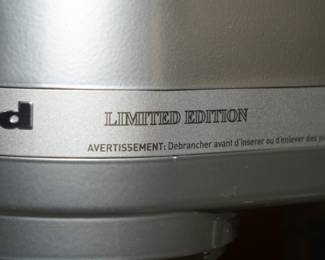 d LIMITED EDITION
AVERTISSEMENT: Debrancher avant d'inserer ou d'enlever des